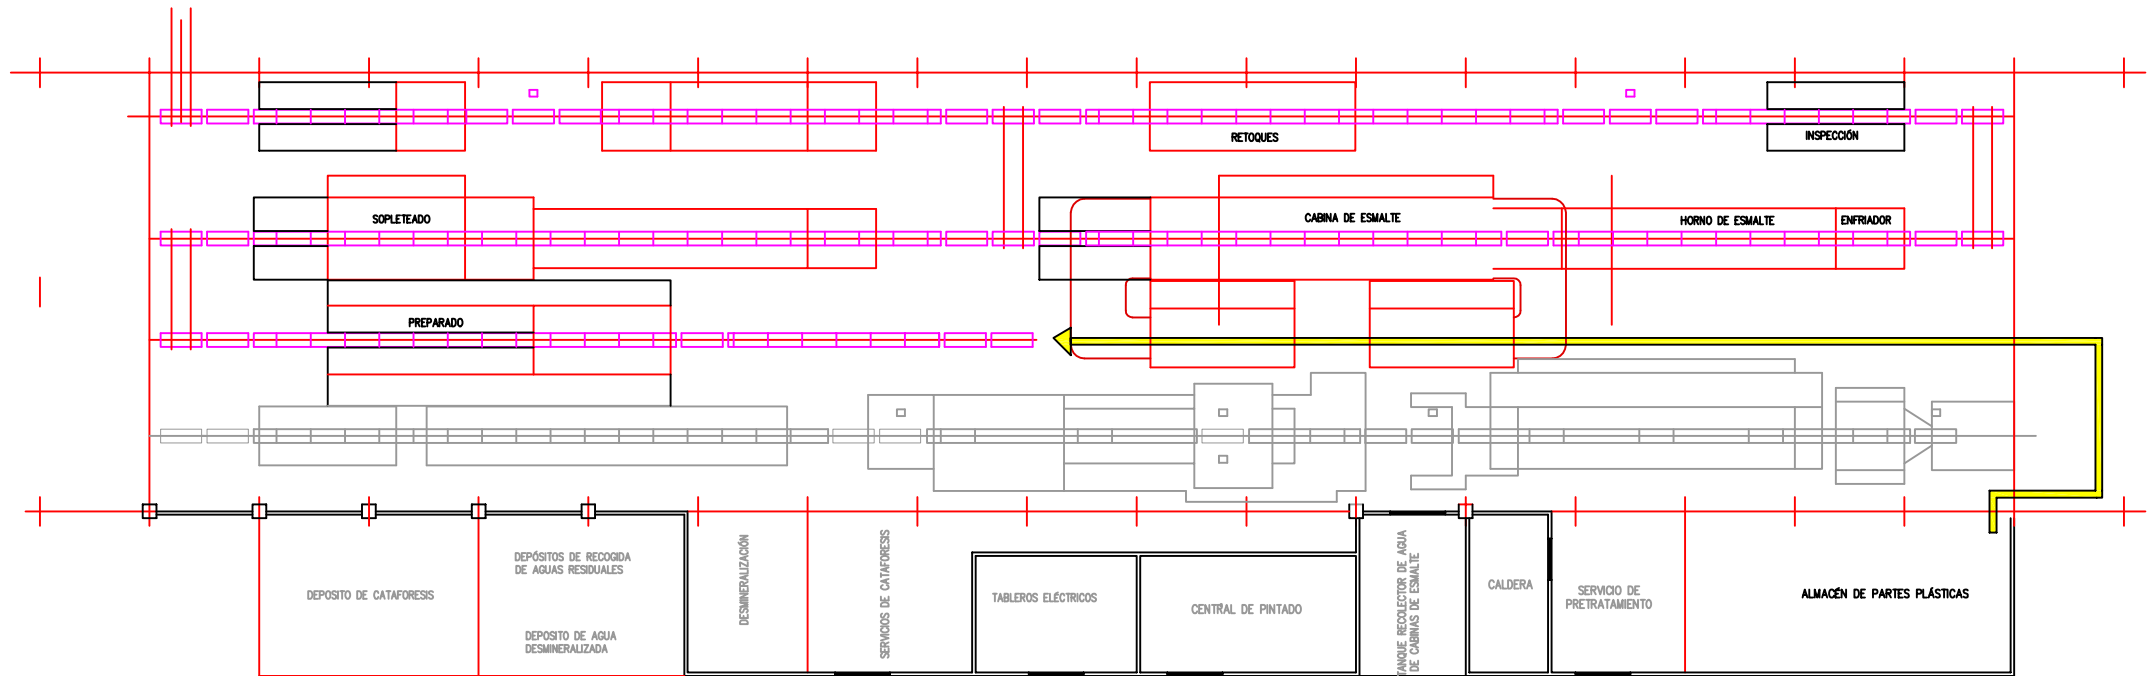 RETOQUES
INSPECCIÓN
SOPLETEADO
CABINA DE ESMALTE
HORNO DE ESMALTE
ENFRIADOR
PREPARADO
DEPOSITO DE CATAFORESIS
DEPÓSITOS DE RECOGIDA
DE AGUAS RESIDUALES
DEPOSITO DE AGUA
DESMINERALIZADA
DESMINERALIZACIÓN
SERVICIOS DE CATAFORESIS
TABLEROS ELÉCTRICOS
CENTRAL DE PINTADO
TANQUE RECOLECTOR DE AGUA
DE CABINAS DE ESMALTE
CALDERA
SERVICIO DE
PRETRATAMIENTO
ALMACÉN DE PARTES PLÁSTICAS